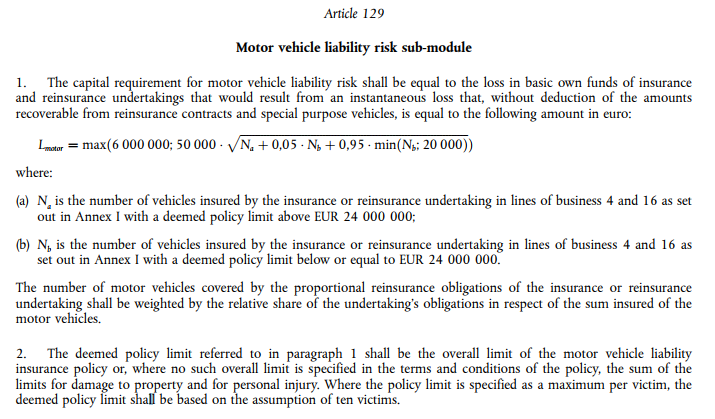 Article 129
Motor vehicle liability risk sub-module
1. The capital requirement for motor vehicle liability risk shall be equal to the loss in basic own funds of insurance
and reinsurance undertakings that would result from an instantaneous loss that, without deduction of the amounts
recoverable from reinsurance contracts and special purpose vehicles, is equal to the following amount in euro:
L_motor = max(6 000 000; 50 000 · √(N_a + 0,05 · N_b + 0,95 · min(N_b; 20 000)))
where:
(a) N_a is the number of vehicles insured by the insurance or reinsurance undertaking in lines of business 4 and 16 as set
out in Annex I with a deemed policy limit above EUR 24 000 000;
(b) N_b is the number of vehicles insured by the insurance or reinsurance undertaking in lines of business 4 and 16 as
set out in Annex I with a deemed policy limit below or equal to EUR 24 000 000.
The number of motor vehicles covered by the proportional reinsurance obligations of the insurance or reinsurance
undertaking shall be weighted by the relative share of the undertaking's obligations in respect of the sum insured of the
motor vehicles.
2. The deemed policy limit referred to in paragraph 1 shall be the overall limit of the motor vehicle liability
insurance policy or, where no such overall limit is specified in the terms and conditions of the policy, the sum of the
limits for damage to property and for personal injury. Where the policy limit is specified as a maximum per victim, the
deemed policy limit shall be based on the assumption of ten victims.